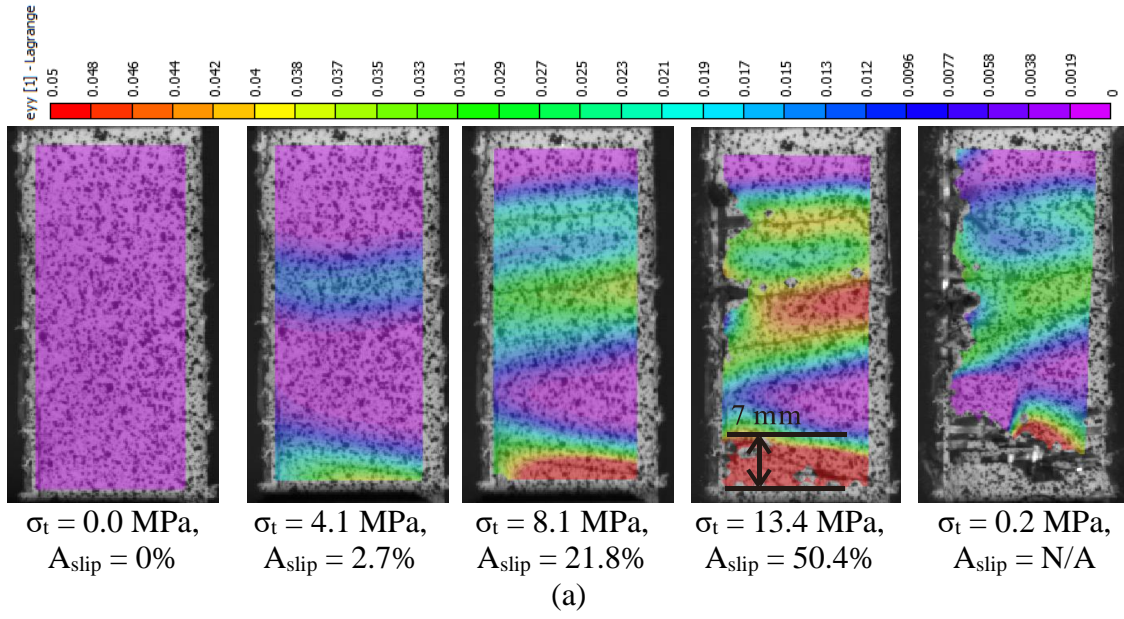 eyy [1] - Lagrange
0.05 0.048 0.046 0.044 0.042 0.04 0.038 0.037 0.035 0.033 0.031 0.029 0.027 0.025 0.023 0.021 0.019 0.017 0.015 0.013 0.012 0.0096 0.0077 0.0058 0.0038 0.0019 0
7 mm
σt = 0.0 MPa, σt = 4.1 MPa, σt = 8.1 MPa, σt = 13.4 MPa, σt = 0.2 MPa,
Aslip = 0% Aslip = 2.7% Aslip = 21.8% Aslip = 50.4% Aslip = N/A
(a)